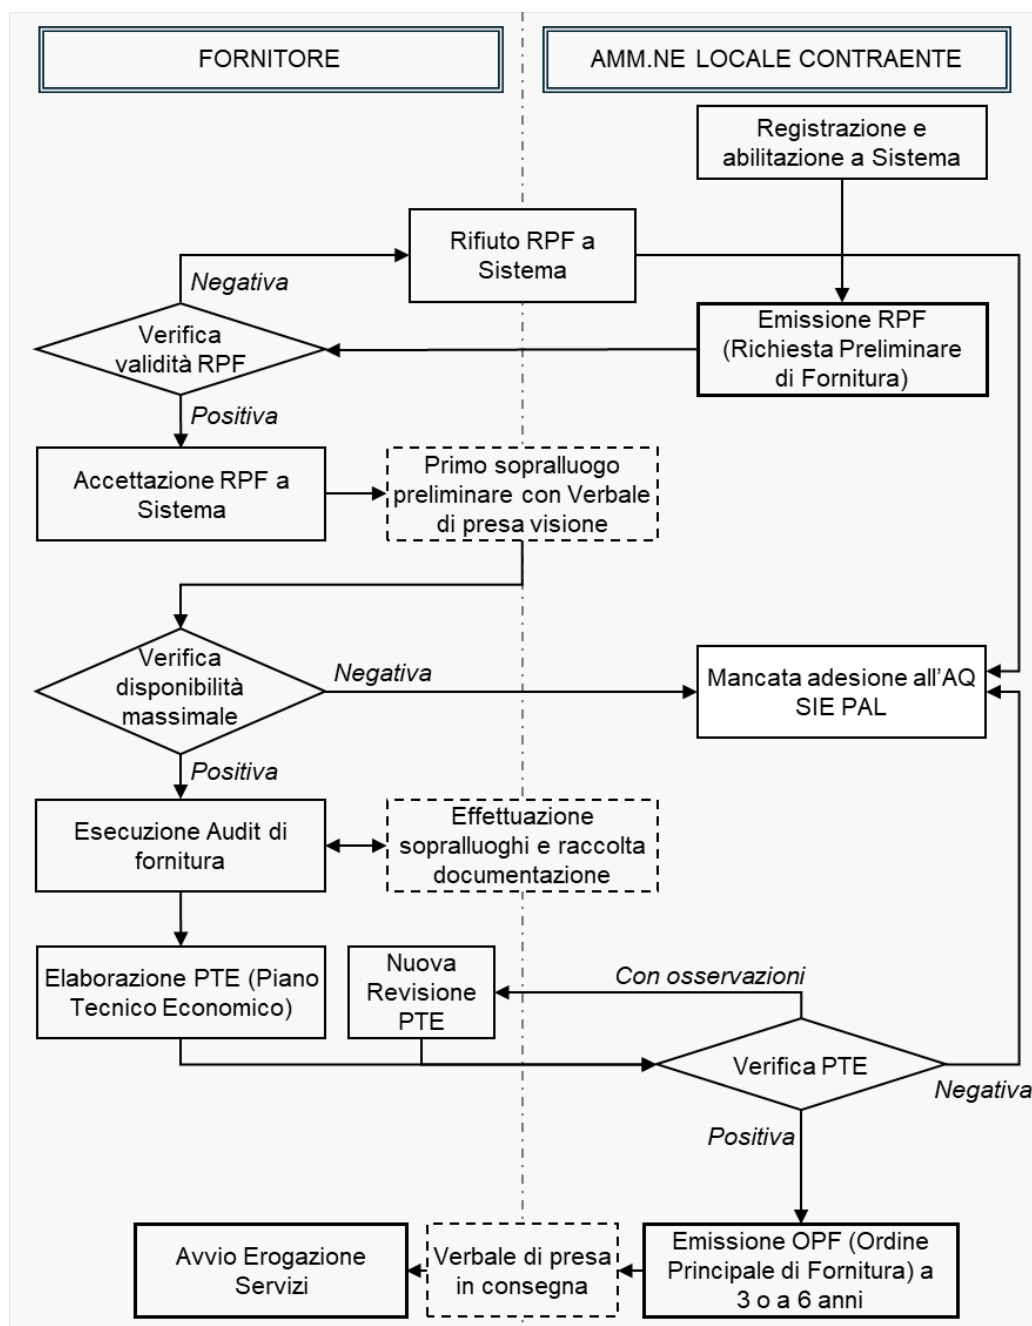 FORNITORE
AMM.NE LOCALE CONTRAENTE
Registrazione e
abilitazione a Sistema
Rifiuto RPF a
Sistema
Negativa
Emissione RPF
(Richiesta Preliminare
di Fornitura)
Verifica
validità RPF
Positiva
Accettazione RPF a
Sistema
Primo sopralluogo
preliminare con Verbale
di presa visione
Verifica
disponibilità
massimale
Negativa
Mancata adesione all'AQ
SIE PAL
Positiva
Esecuzione Audit di
fornitura
Effettuazione
sopralluoghi e raccolta
documentazione
Elaborazione PTE (Piano
Tecnico Economico)
Nuova
Revisione
PTE
Con osservazioni
Verifica PTE
Negativa
Positiva
Emissione OPF (Ordine
Principale di Fornitura) a
3 o a 6 anni
Verbale di presa
in consegna
Avvio Erogazione
Servizi